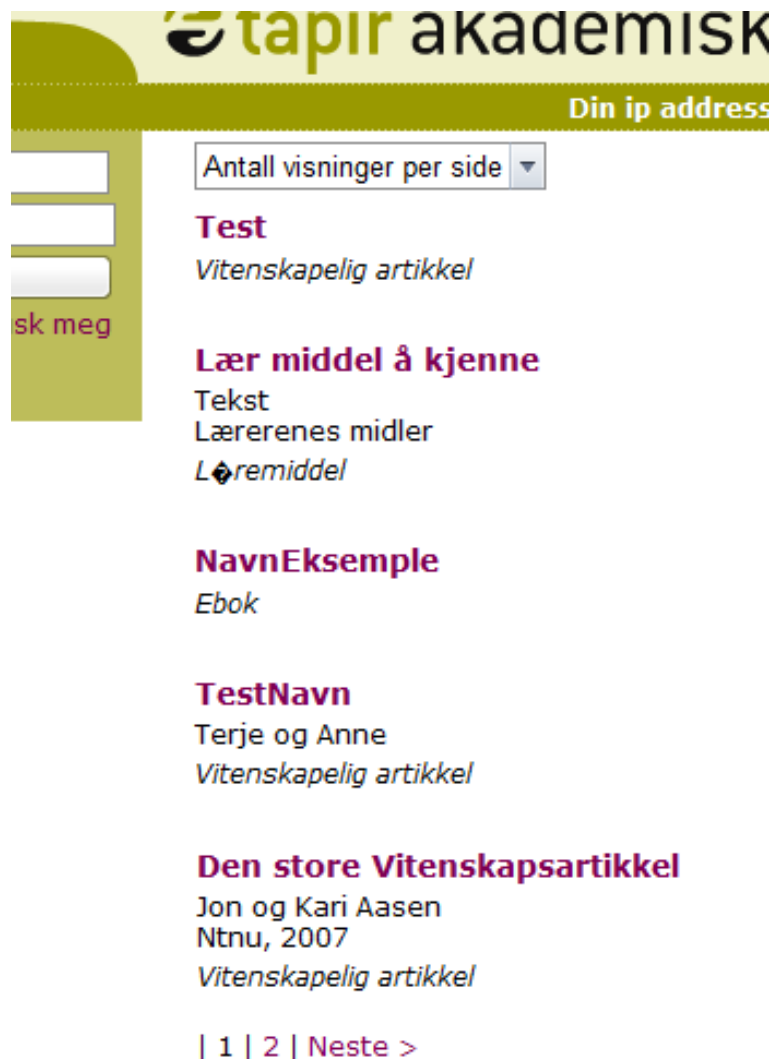 tapir akademisk
Din ip address
Antall visninger per side
Test
Vitenskapelig artikkel
sk meg
Lær middel å kjenne
Tekst
Lærerenes midler
L�remiddel
NavnEksemple
Ebok
TestNavn
Terje og Anne
Vitenskapelig artikkel
Den store Vitenskapsartikkel
Jon og Kari Aasen
Ntnu, 2007
Vitenskapelig artikkel
| 1 | 2 | Neste >